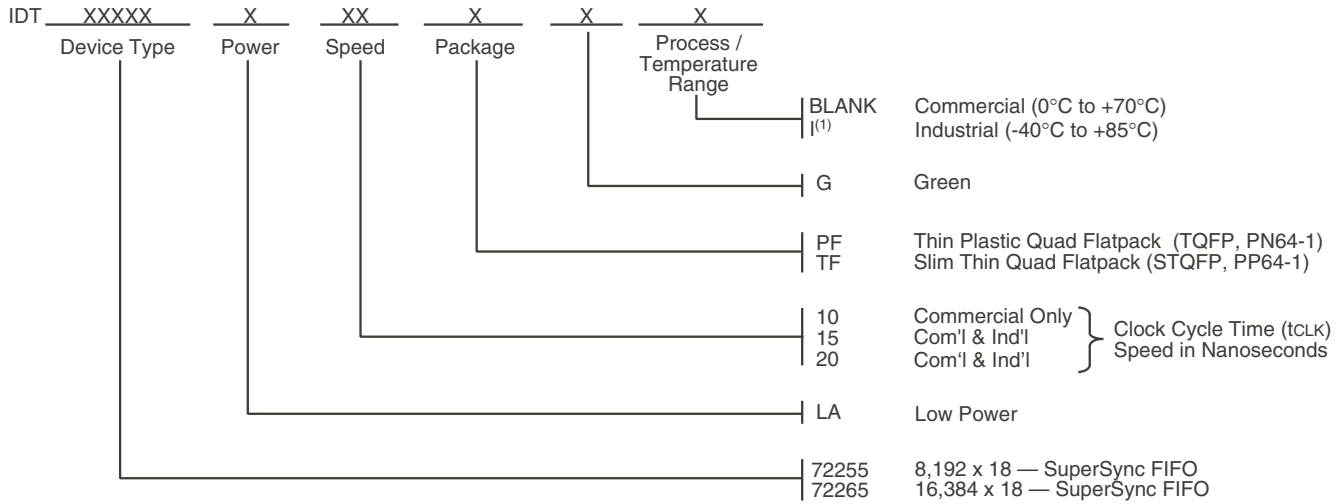 IDT XXXXX X XX X X X
Device Type Power Speed Package Process /
Temperature
Range
BLANK Commercial (0°C to +70°C)
I(1) Industrial (-40°C to +85°C)
G Green
PF Thin Plastic Quad Flatpack (TQFP, PN64-1)
TF Slim Thin Quad Flatpack (STQFP, PP64-1)
10 Commercial Only
15 Com'l & Ind'l
20 Com‘l & Ind’l
Clock Cycle Time (tCLK)
Speed in Nanoseconds
LA Low Power
72255 8,192 x 18 — SuperSync FIFO
72265 16,384 x 18 — SuperSync FIFO